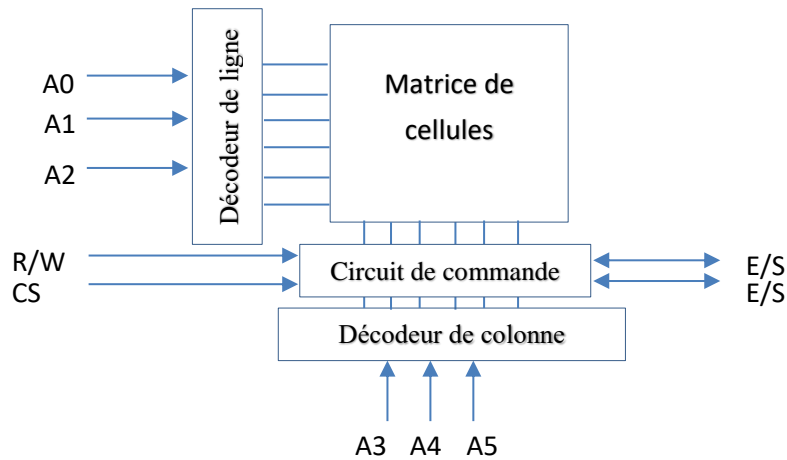 A0
A1
A2
Décodeur de ligne
Matrice de
cellules
R/W
CS
Circuit de commande
E/S
E/S
Décodeur de colonne
A3 A4 A5